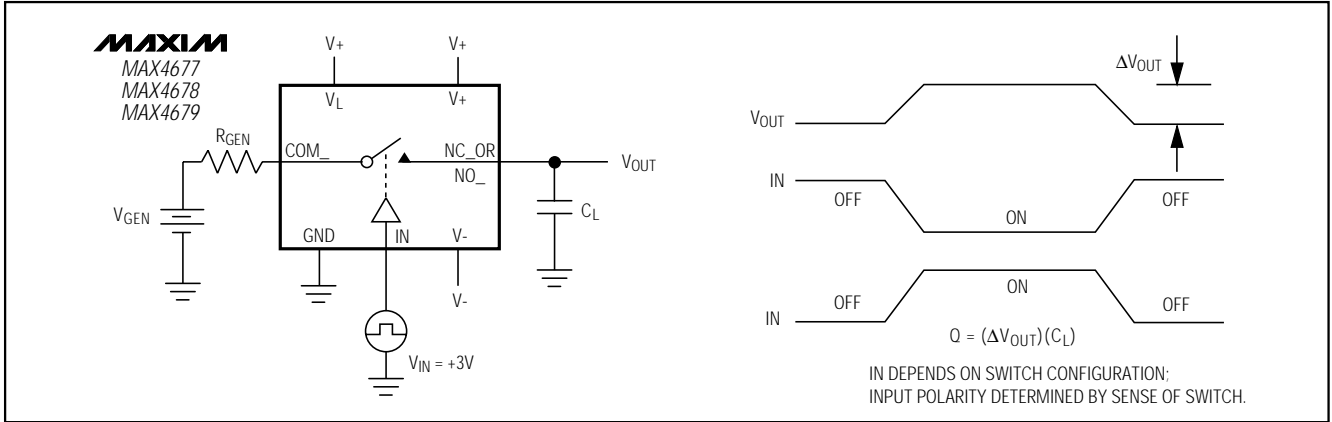 MAXIM
MAX4677
MAX4678
MAX4679
V+
V+
VL
V+
RGEN
COM_
NC_OR
NO_
VOUT
VGEN
CL
GND
IN
V-
V-
VIN = +3V
ΔVOUT
VOUT
IN
OFF
ON
OFF
IN
OFF
ON
OFF
Q = (ΔVOUT)(CL)
IN DEPENDS ON SWITCH CONFIGURATION;
INPUT POLARITY DETERMINED BY SENSE OF SWITCH.